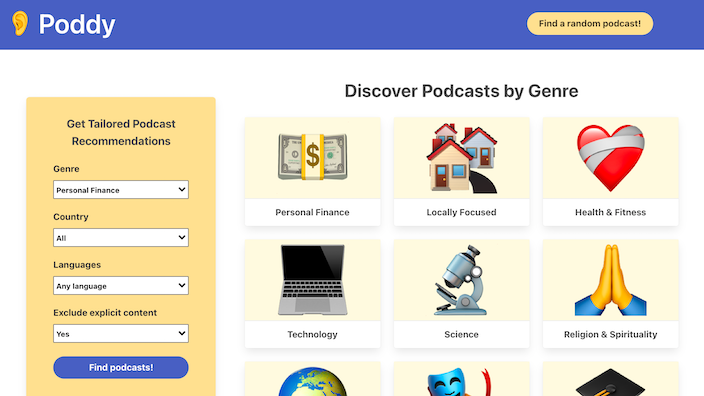 Poddy
Find a random podcast!
Get Tailored Podcast
Recommendations
Genre
Personal Finance
Country
All
Languages
Any language
Exclude explicit content
Yes
Find podcasts!
Discover Podcasts by Genre
$
Personal Finance
Locally Focused
Health & Fitness
Technology
Science
Religion & Spirituality